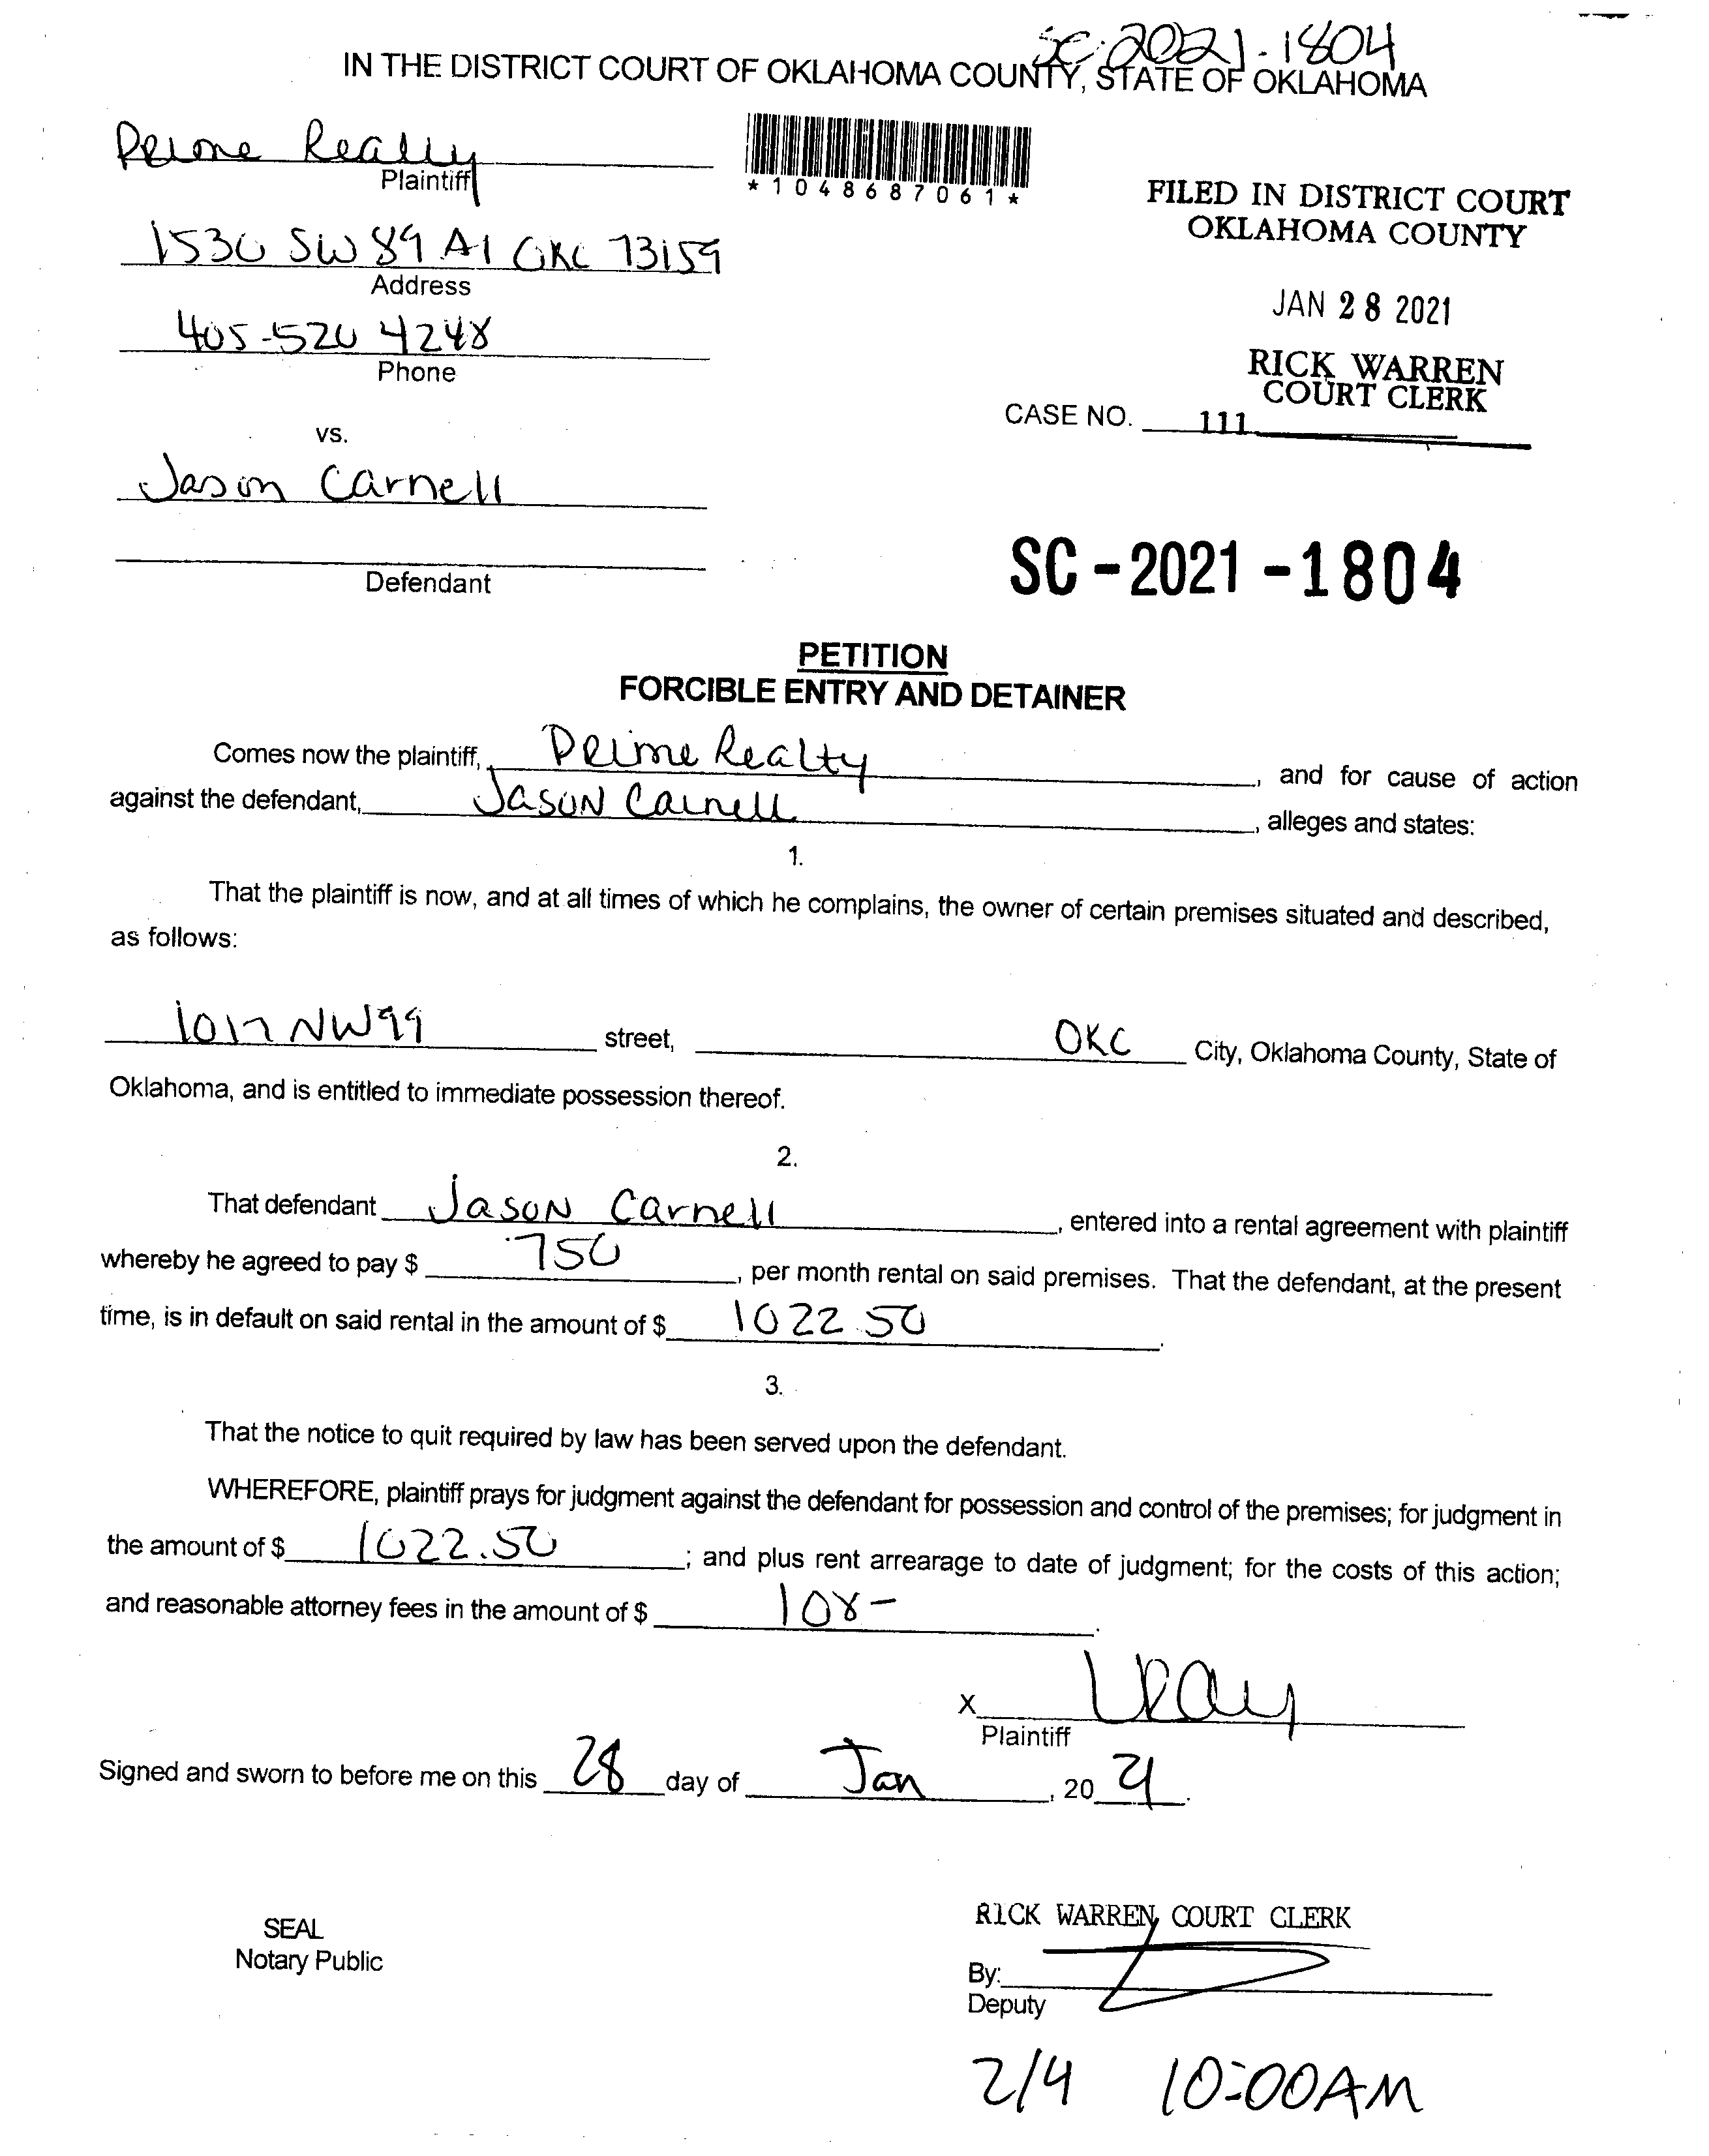 SC-2021-1804
IN THE DISTRICT COURT OF OKLAHOMA COUNTY, STATE OF OKLAHOMA
Prime Realty
Plaintiff
*1048687061*
FILED IN DISTRICT COURT
OKLAHOMA COUNTY
1530 SW 89 A1 OKC 73159
Address
JAN 28 2021
405-520 4248
Phone
RICK WARREN
COURT CLERK
CASE NO. 111
vs.
Jason Carnell
Defendant
SC-2021-1804
PETITION
FORCIBLE ENTRY AND DETAINER
Comes now the plaintiff, Prime Realty, and for cause of action
against the defendant, Jason Carnell, alleges and states:
1.
That the plaintiff is now, and at all times of which he complains, the owner of certain premises situated and described,
as follows:
1017 NW 99 street, OKC City, Oklahoma County, State of
Oklahoma, and is entitled to immediate possession thereof.
2.
That defendant Jason Carnell, entered into a rental agreement with plaintiff
whereby he agreed to pay $ 750, per month rental on said premises. That the defendant, at the present
time, is in default on said rental in the amount of $ 1022.50.
3.
That the notice to quit required by law has been served upon the defendant.
WHEREFORE, plaintiff prays for judgment against the defendant for possession and control of the premises; for judgment in
the amount of $ 1022.50; and plus rent arrearage to date of judgment; for the costs of this action;
and reasonable attorney fees in the amount of $ 108-.
X
Plaintiff
Signed and sworn to before me on this 28 day of Jan, 20 21.
SEAL
Notary Public
RICK WARREN, COURT CLERK
By:
Deputy
2/4 10:00AM